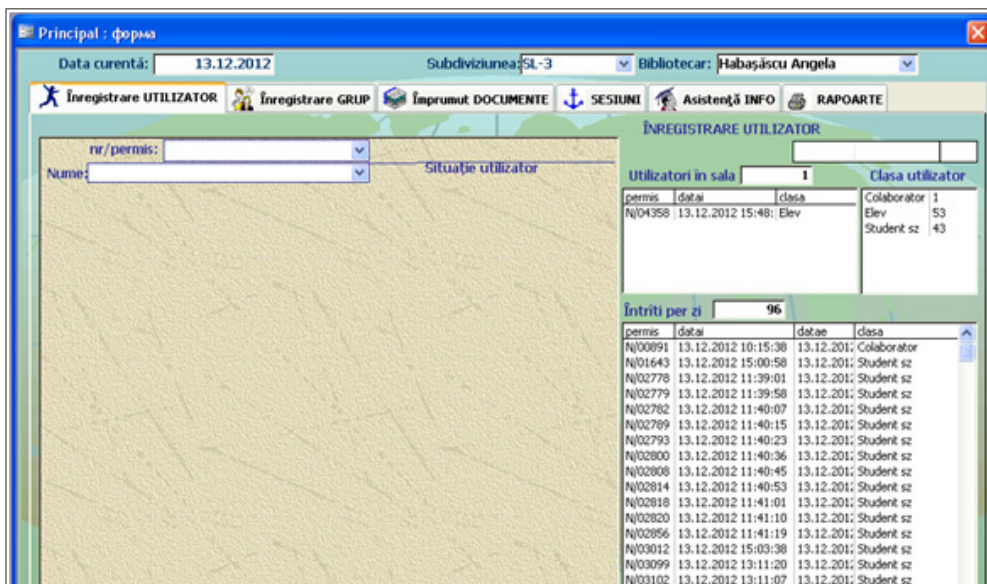 Principal : форма
Data curentă: 13.12.2012 Subdiviziunea: SL-3 Bibliotecar: Habașăscu Angela
Înregistrare UTILIZATOR Înregistrare GRUP Împrumut DOCUMENTE SESIUNI Asistență INFO RAPOARTE
ÎNREGISTRARE UTILIZATOR
nr/permis:
Nume: Situație utilizator
Utilizatori in sala 1 Clasa utilizator
permis datai clasa
N/04358 13.12.2012 15:48: Elev
Colaborator 1
Elev 53
Student sz 43
Întriti per zi 96
permis datai datae clasa
N/00891 13.12.2012 10:15:38 13.12.201 Colaborator
N/01643 13.12.2012 15:00:58 13.12.201 Student sz
N/02778 13.12.2012 11:39:01 13.12.201 Student sz
N/02779 13.12.2012 11:39:58 13.12.201 Student sz
N/02782 13.12.2012 11:40:07 13.12.201 Student sz
N/02789 13.12.2012 11:40:15 13.12.201 Student sz
N/02793 13.12.2012 11:40:23 13.12.201 Student sz
N/02800 13.12.2012 11:40:36 13.12.201 Student sz
N/02808 13.12.2012 11:40:45 13.12.201 Student sz
N/02814 13.12.2012 11:40:53 13.12.201 Student sz
N/02818 13.12.2012 11:41:01 13.12.201 Student sz
N/02820 13.12.2012 11:41:10 13.12.201 Student sz
N/02856 13.12.2012 11:41:19 13.12.201 Student sz
N/03012 13.12.2012 15:03:38 13.12.201 Student sz
N/03099 13.12.2012 13:11:20 13.12.201 Student sz
N/03102 13.12.2012 13:11:07 13.12.201 Student sz